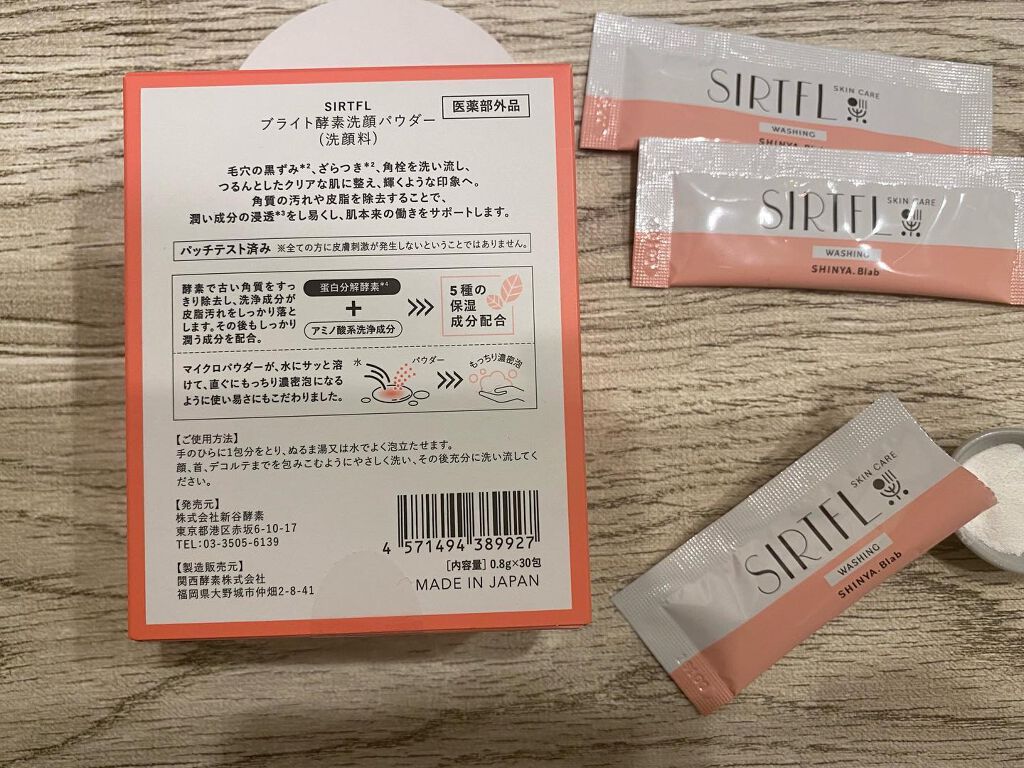 SIRTFL
医薬部外品
ブライト酵素洗顔パウダー
(洗顔料)
毛穴の黒ずみ*2、ざらつき*2、角栓を洗い流し、
つるんとしたクリアな肌に整え、輝くような印象へ。
角質の汚れや皮脂を除去することで、
潤い成分の浸透*3をし易くし、肌本来の働きをサポートします。
パッチテスト済み ※全ての方に皮膚刺激が発生しないということではありません。
酵素で古い角質をすっ
きり除去し、洗浄成分が
皮脂汚れをしっかり落と
します。その後もしっかり
潤う成分を配合。
蛋白分解酵素*4
+
アミノ酸系洗浄成分
5種の
保湿
成分配合
マイクロパウダーが、水にサッと溶
けて、直ぐにもっちり濃密泡になる
ように使い易さにもこだわりました。
水
パウダー
もっちり濃密泡
【ご使用方法】
手のひらに1包分をとり、ぬるま湯又は水でよく泡立たせます。
顔、首、デコルテまでを包みこむようにやさしく洗い、その後充分に洗い流してく
ださい。
【発売元】
株式会社新谷酵素
東京都港区赤坂6-10-17
TEL:03-3505-6139
【製造販売元】
関西酵素株式会社
福岡県大野城市仲畑2-8-41
4 571494 389927
[内容量] 0.8g×30包
MADE IN JAPAN
SIRTFL
SKIN CARE
WASHING
SHINYA.Blab
SIRTFL
SKIN CARE
WASHING
SHINYA.Blab
SIRTFL
SKIN CARE
WASHING
SHINYA.Blab